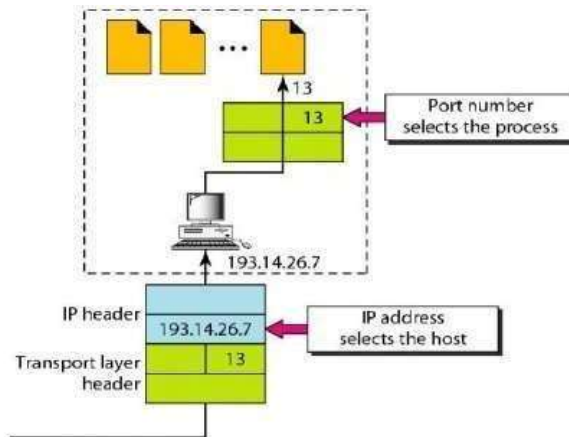 13
13
Port number
selects the process
193.14.26.7
IP header
193.14.26.7
IP address
selects the host
Transport layer
header
13